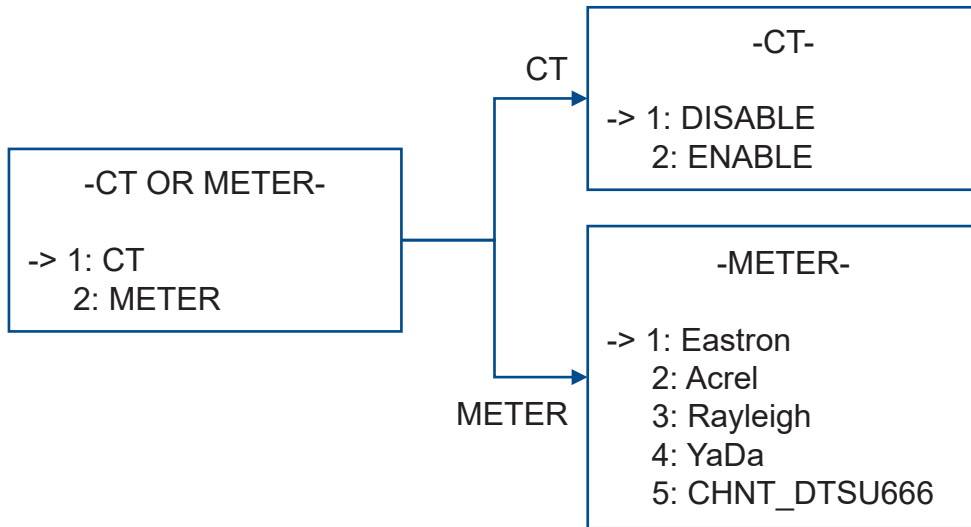 -CT OR METER-
-> 1: CT
2: METER
CT
-CT-
-> 1: DISABLE
2: ENABLE
METER
-METER-
-> 1: Eastron
2: Acrel
3: Rayleigh
4: YaDa
5: CHNT_DTSU666